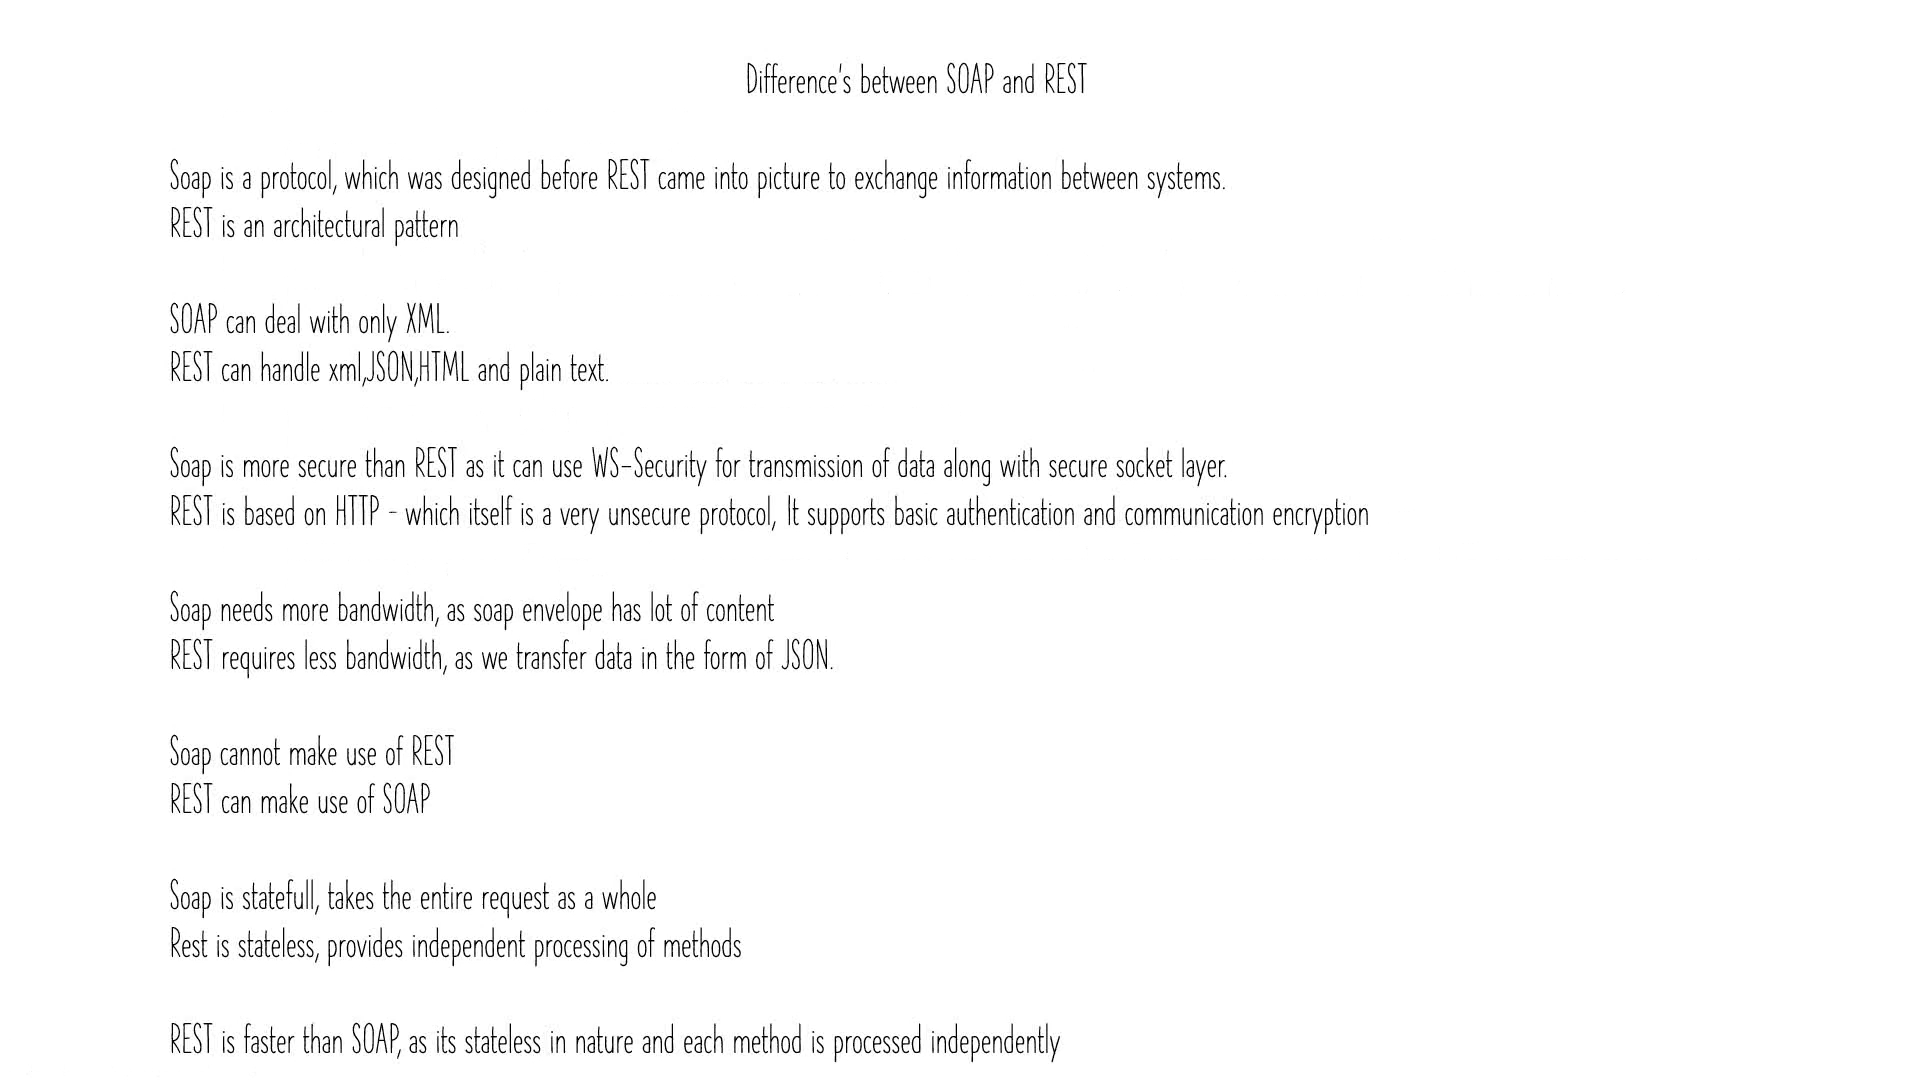 Difference's between SOAP and REST
Soap is a protocol, which was designed before REST came into picture to exchange information between systems.
REST is an architectural pattern
SOAP can deal with only XML.
REST can handle xml,JSON,HTML and plain text.
Soap is more secure than REST as it can use WS-Security for transmission of data along with secure socket layer.
REST is based on HTTP - which itself is a very unsecure protocol, It supports basic authentication and communication encryption
Soap needs more bandwidth, as soap envelope has lot of content
REST requires less bandwidth, as we transfer data in the form of JSON.
Soap cannot make use of REST
REST can make use of SOAP
Soap is statefull, takes the entire request as a whole
Rest is stateless, provides independent processing of methods
REST is faster than SOAP, as its stateless in nature and each method is processed independently